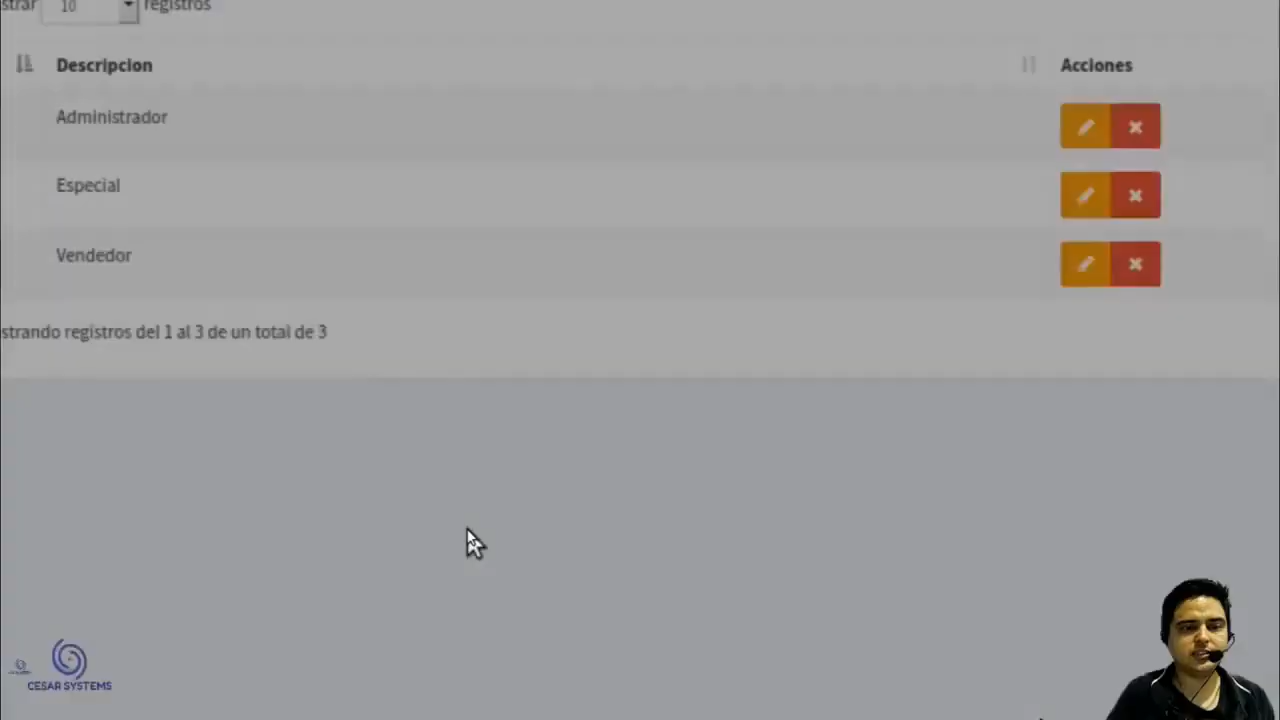 strar 10 registros
Descripcion Acciones
Administrador
Especial
Vendedor
strando registros del 1 al 3 de un total de 3
CESAR SYSTEMS